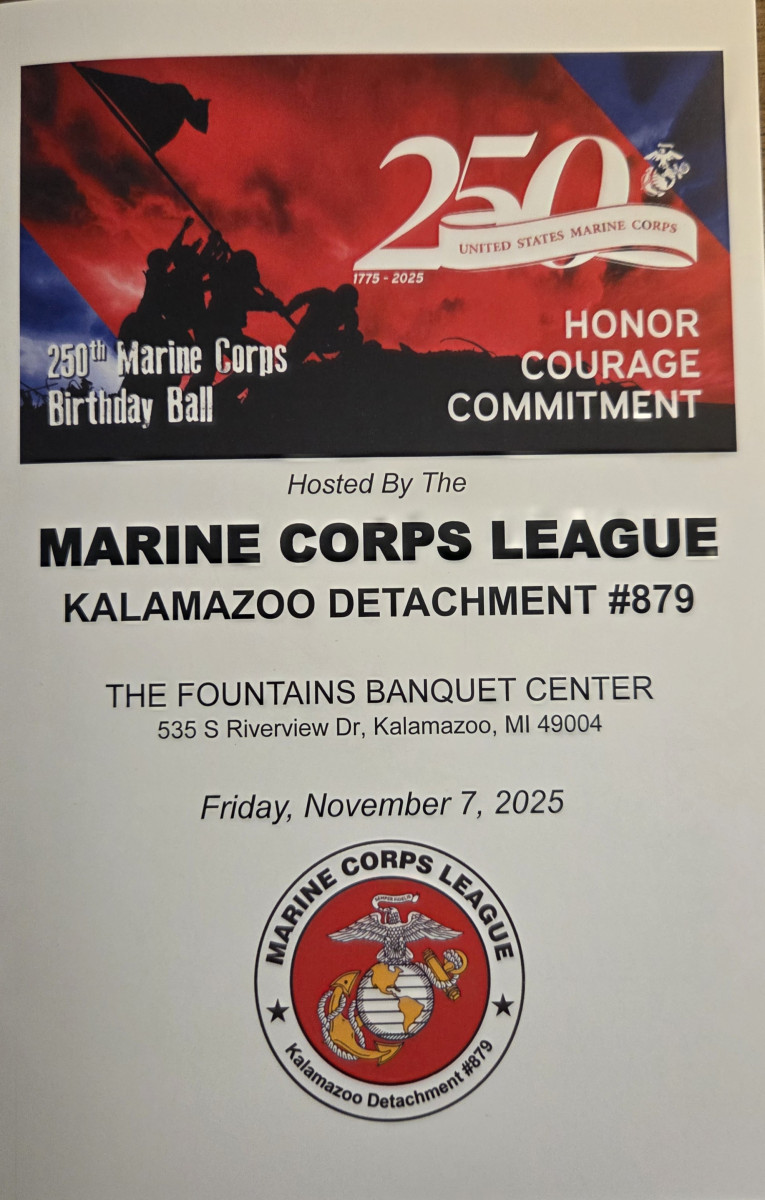 250
UNITED STATES MARINE CORPS
1775 - 2025
HONOR
COURAGE
COMMITMENT
250th Marine Corps
Birthday Ball
Hosted By The
MARINE CORPS LEAGUE
KALAMAZOO DETACHMENT #879
THE FOUNTAINS BANQUET CENTER
535 S Riverview Dr, Kalamazoo, MI 49004
Friday, November 7, 2025
MARINE CORPS LEAGUE
SEMPER FIDELIS
Kalamazoo Detachment #879